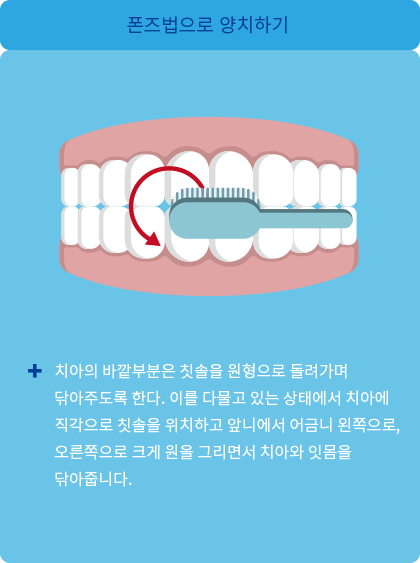 폰즈법으로 양치하기
치아의 바깥부분은 칫솔을 원형으로 돌려가며
닦아주도록 한다. 이를 다물고 있는 상태에서 치아에
직각으로 칫솔을 위치하고 앞니에서 어금니 왼쪽으로,
오른쪽으로 크게 원을 그리면서 치아와 잇몸을
닦아줍니다.